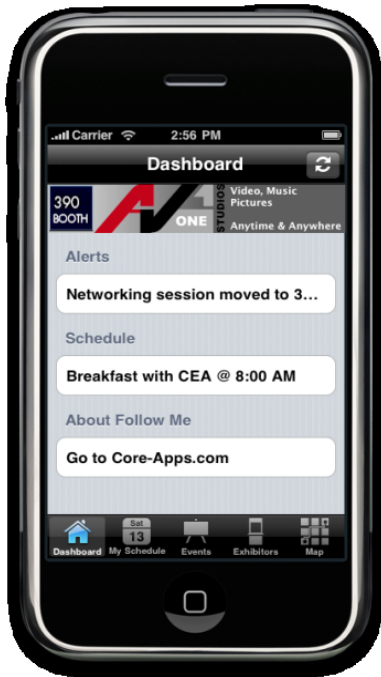 Carrier 2:56 PM
Dashboard
390
BOOTH
AV1
ONE
STUDIOS
Video, Music
Pictures
Anytime & Anywhere
Alerts
Networking session moved to 3...
Schedule
Breakfast with CEA @ 8:00 AM
About Follow Me
Go to Core-Apps.com
Sat
13
Dashboard My Schedule Events Exhibitors Map